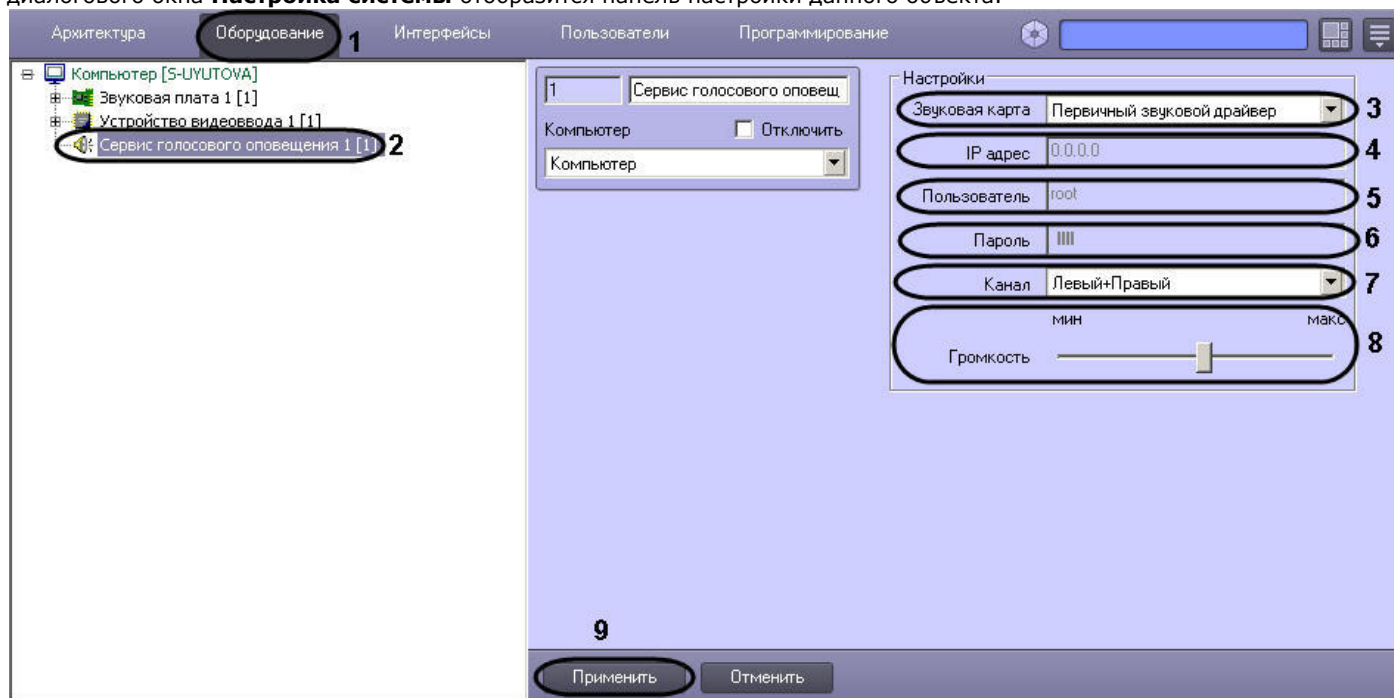 диалогового окна Настройка системы отобразится панель настройки данного объекта.
Архитектура Оборудование 1 Интерфейсы Пользователи Программирование
Компьютер [S-UYUTOVA]
Звуковая плата 1 [1]
Устройство видеоввода 1 [1]
Сервис голосового оповещения 1 [1] 2
1 Сервис голосового оповещ
Компьютер Отключить
Компьютер
Настройки
Звуковая карта Первичный звуковой драйвер 3
IP адрес 0.0.0.0 4
Пользователь root 5
Пароль 6
Канал Левый+Правый 7
мин макс
Громкость 8
9
Применить Отменить